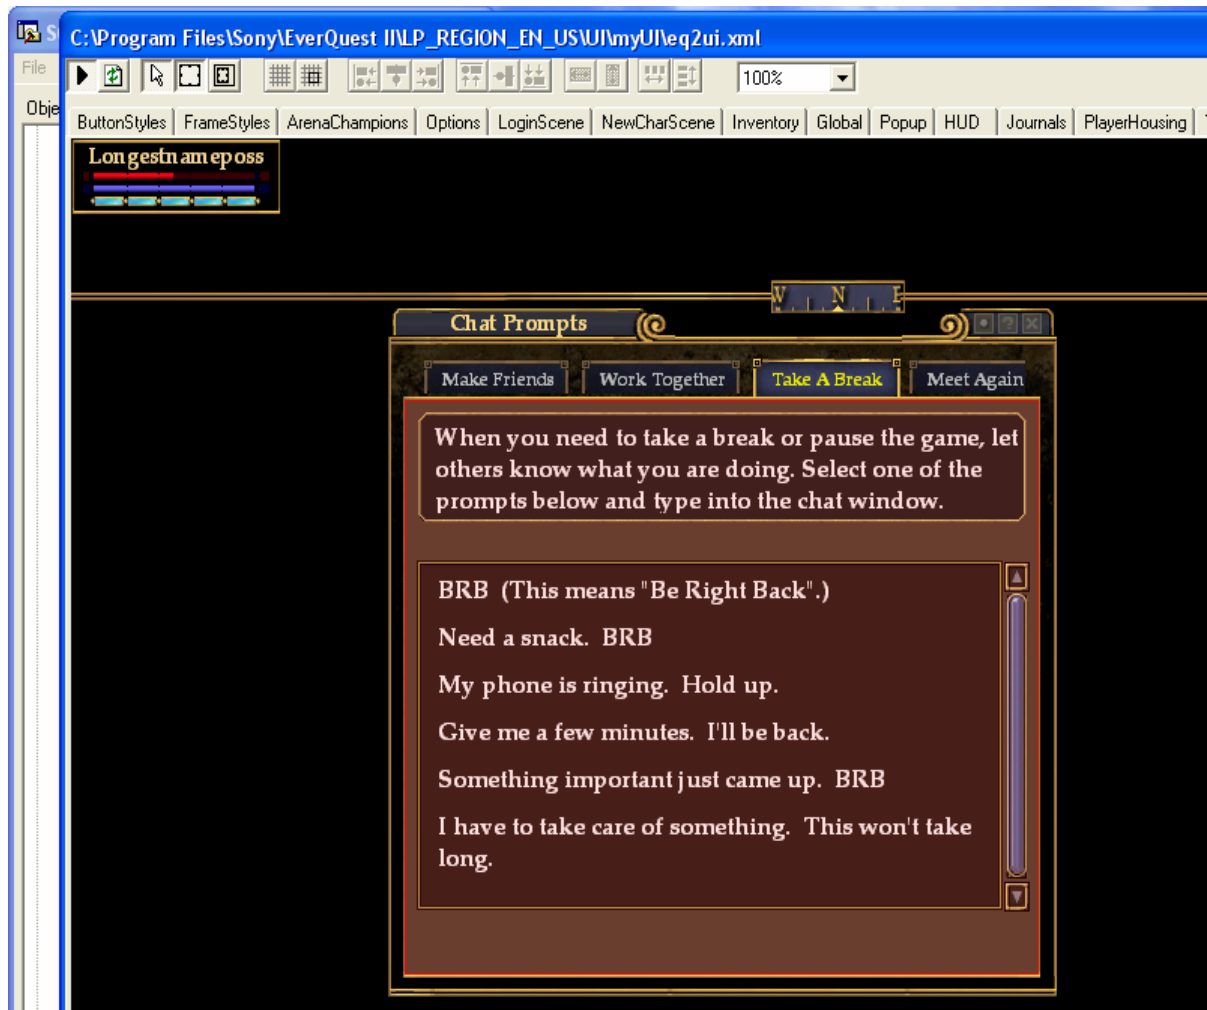 S
C:\Program Files\Sony\EverQuest II\LP_REGION_EN_US\UI\myUI\eq2ui.xml
File
100%
Obje
ButtonStyles FrameStyles ArenaChampions Options LoginScene NewCharScene Inventory Global Popup HUD Journals PlayerHousing
Longestnameposs
W N E
Chat Prompts
Make Friends Work Together Take A Break Meet Again
When you need to take a break or pause the game, let
others know what you are doing. Select one of the
prompts below and type into the chat window.
BRB (This means "Be Right Back".)
Need a snack. BRB
My phone is ringing. Hold up.
Give me a few minutes. I'll be back.
Something important just came up. BRB
I have to take care of something. This won't take
long.